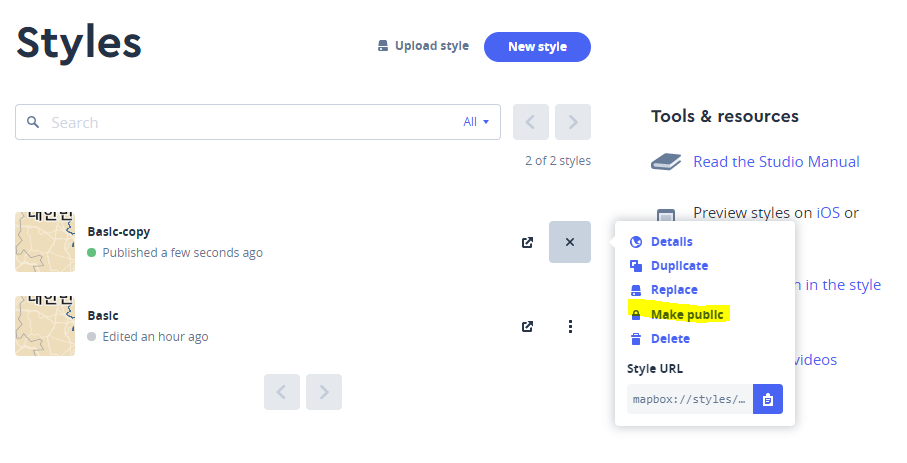 Styles
Upload style
New style
Search
All
2 of 2 styles
Basic-copy
Published a few seconds ago
Basic
Edited an hour ago
Tools & resources
Read the Studio Manual
Preview styles on iOS or
n in the style
videos
Details
Duplicate
Replace
Make public
Delete
Style URL
mapbox://styles/…